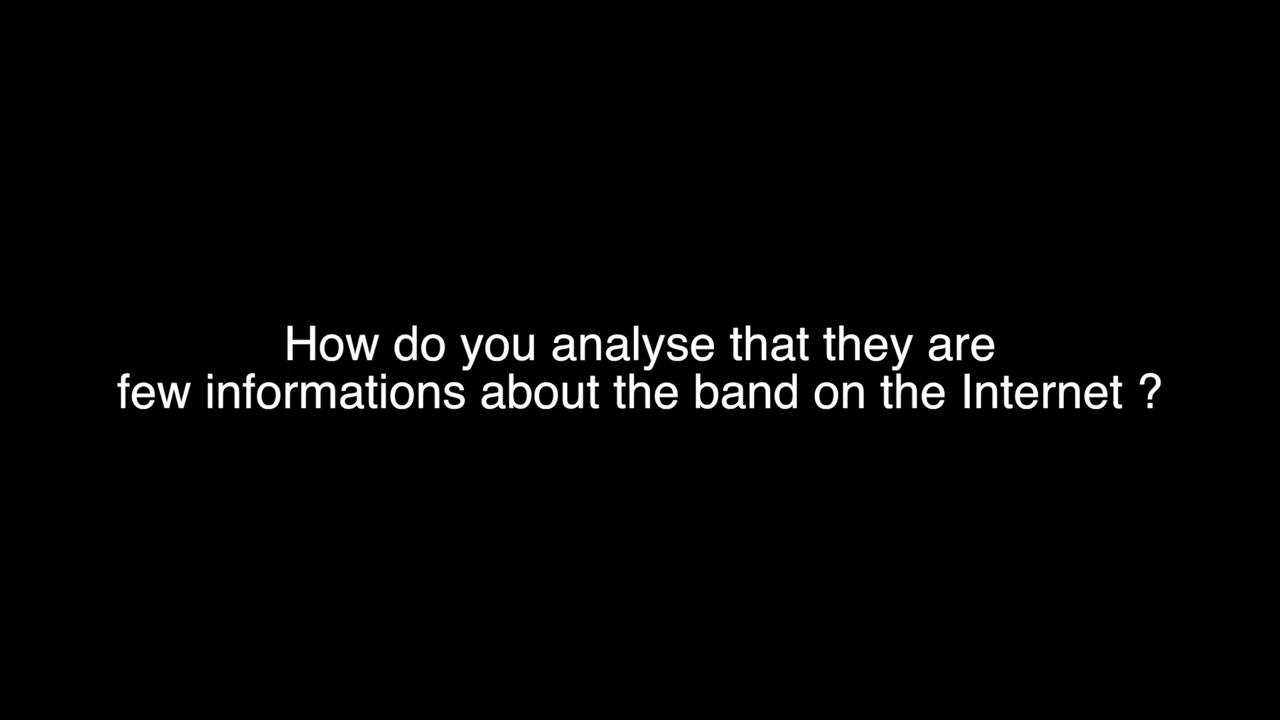 How do you analyse that they are
few informations about the band on the Internet ?